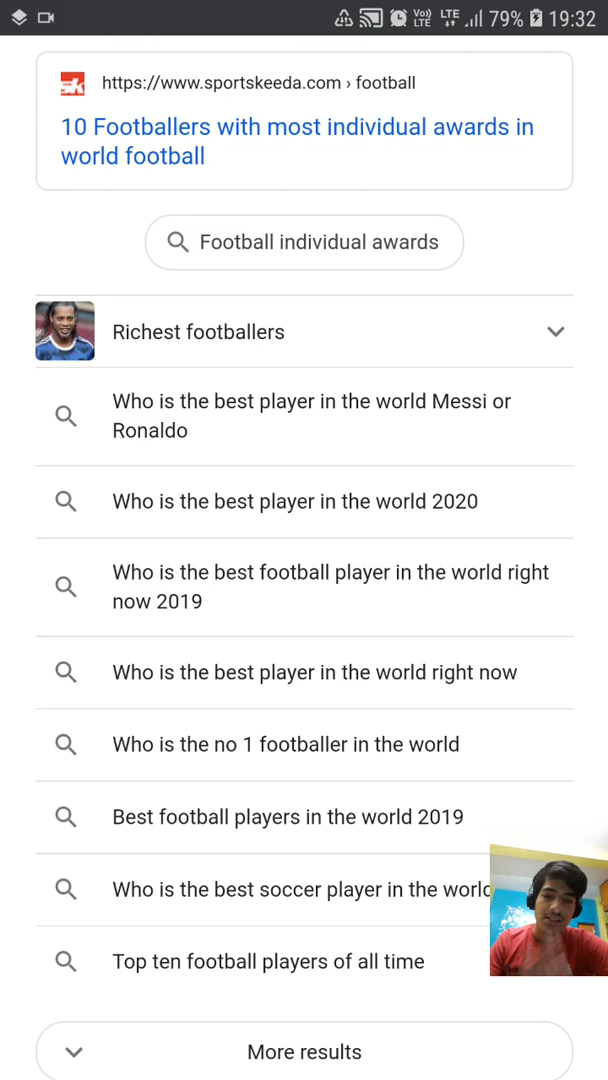 Vo))
LTE
LTE
79%
19:32
sk
https://www.sportskeeda.com › football
10 Footballers with most individual awards in
world football
Football individual awards
Richest footballers
Who is the best player in the world Messi or
Ronaldo
Who is the best player in the world 2020
Who is the best football player in the world right
now 2019
Who is the best player in the world right now
Who is the no 1 footballer in the world
Best football players in the world 2019
Who is the best soccer player in the world
Top ten football players of all time
More results